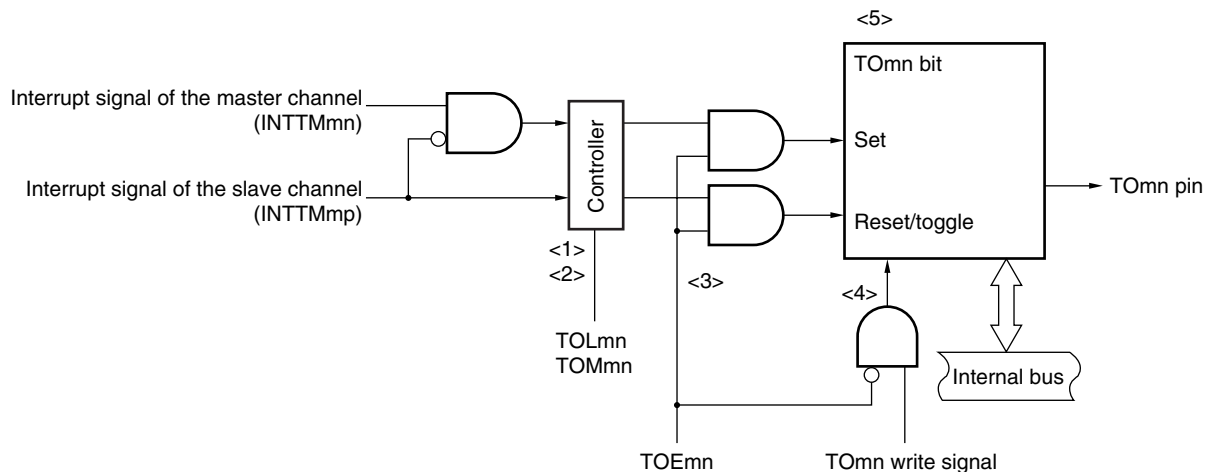 <5>
TOmn bit
Interrupt signal of the master channel
(INTTMmn)
Controller
Set
Interrupt signal of the slave channel
(INTTMmp)
TOmn pin
Reset/toggle
<1>
<2>
<3>
<4>
TOLmn
TOMmn
Internal bus
TOEmn
TOmn write signal